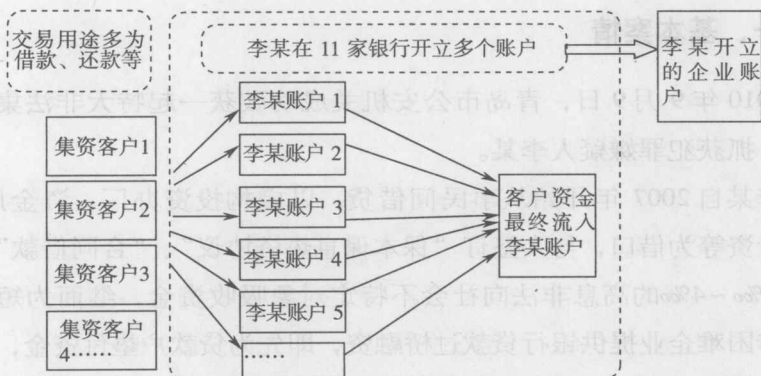 交易用途多为
借款、还款等
李某在 11 家银行开立多个账户
李某开立
的企业账
户
集资客户1
集资客户2
集资客户3
集资客户
4……
李某账户 1
李某账户 2
李某账户 3
李某账户 4
李某账户 5
……
客户资金
最终流入
李某账户